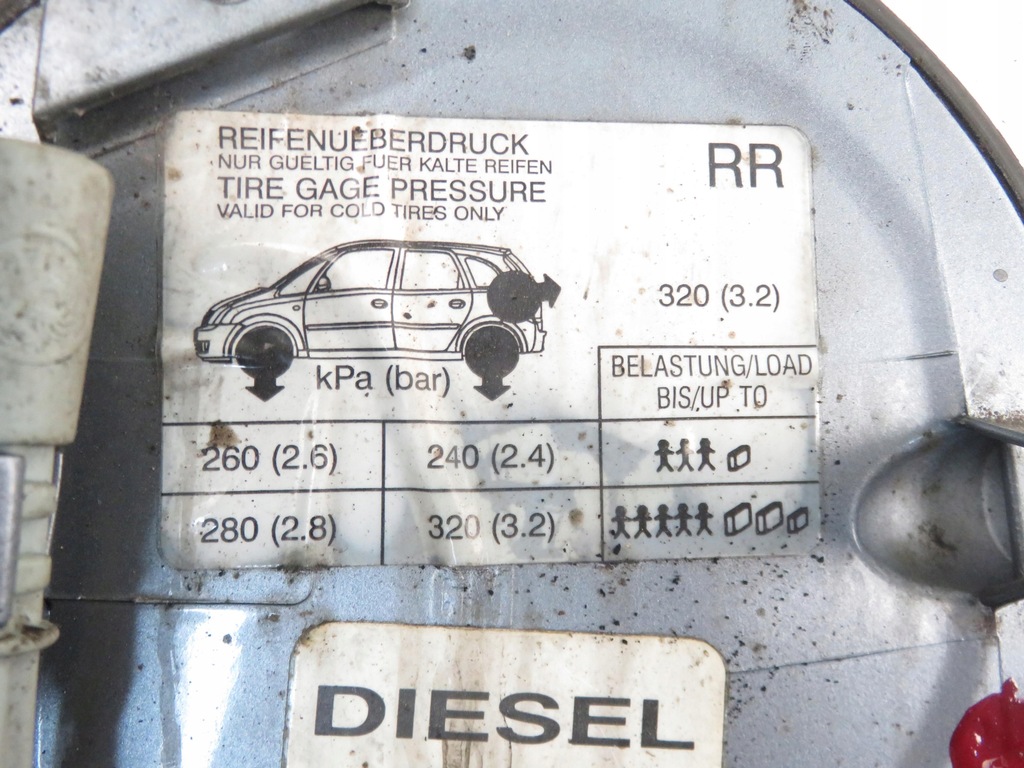 REIFENUEBERDRUCK
NUR GUELTIG FUER KALTE REIFEN
TIRE GAGE PRESSURE
VALID FOR COLD TIRES ONLY
RR
320 (3.2)
kPa (bar)
BELASTUNG/LOAD
BIS/UP TO
260 (2.6) 240 (2.4)
280 (2.8) 320 (3.2)
DIESEL